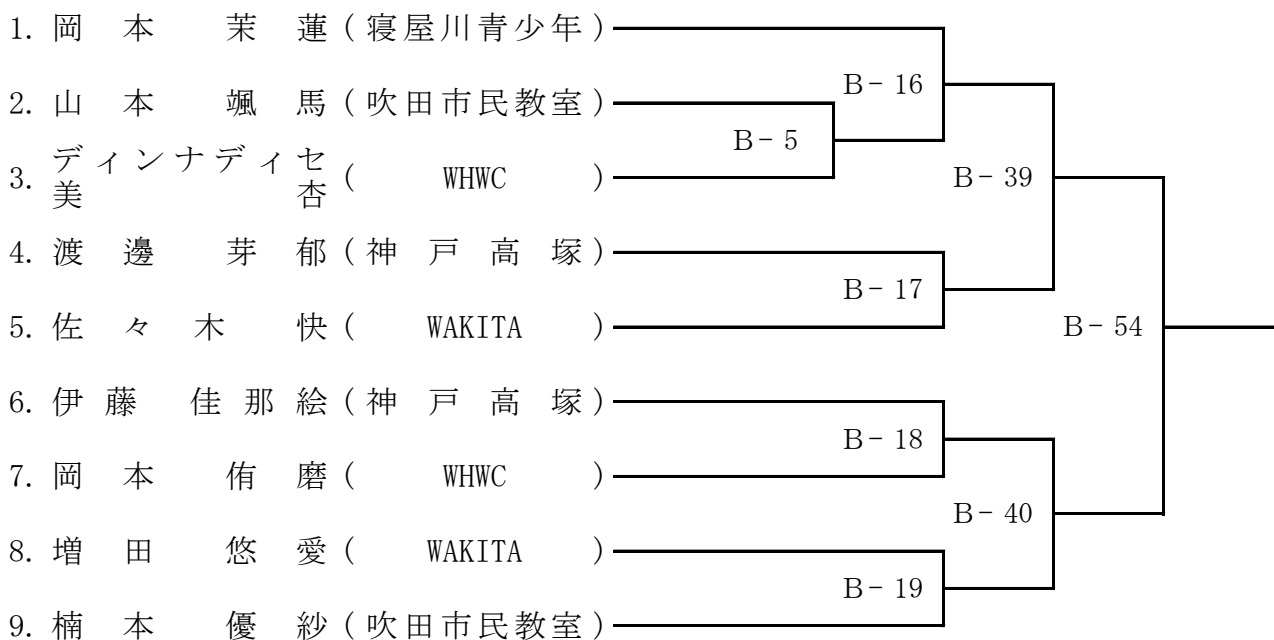 1. 岡本 茉蓮 (寝屋川青少年)
B-16
2. 山本 颯馬 (吹田市民教室)
B-5
3. ディンナディセ 美杏 ( WHWC )
B-39
4. 渡邊 芽郁 (神戸高塚)
B-17
5. 佐々木 快 ( WAKITA )
B-54
6. 伊藤 佳那絵 (神戸高塚)
B-18
7. 岡本 侑磨 ( WHWC )
B-40
8. 増田 悠愛 ( WAKITA )
B-19
9. 楠本 優紗 (吹田市民教室)